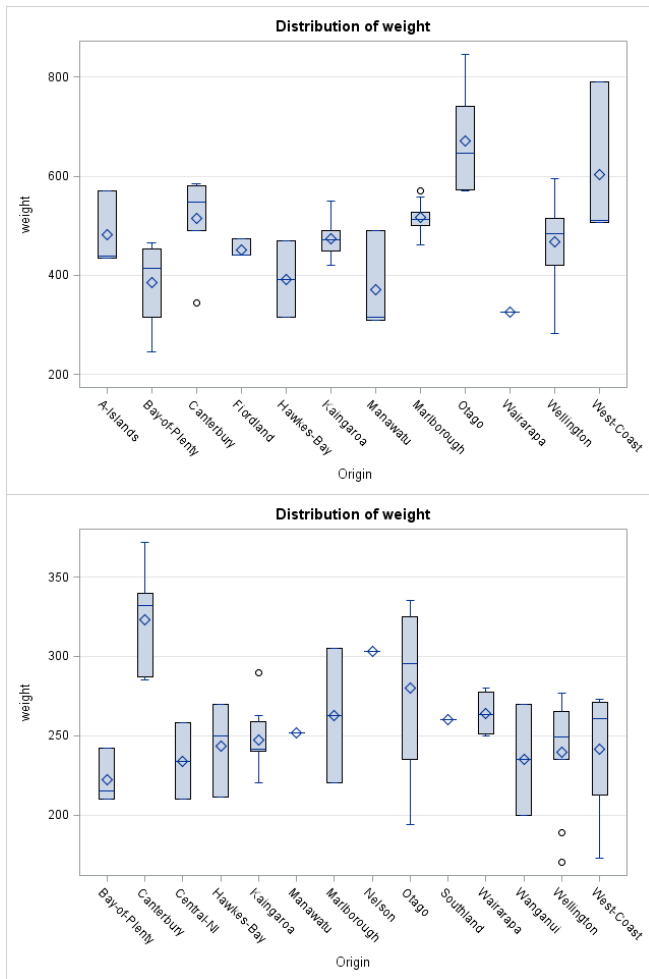 Distribution of weight
800
600
400
200
weight
A-Islands
Bay-of-Plenty
Canterbury
Fiordland
Hawkes-Bay
Kaingaroa
Manawatu
Marlborough
Otago
Wairarapa
Wellington
West-Coast
Origin
Distribution of weight
350
300
250
200
weight
Bay-of-Plenty
Canterbury
Central-NI
Hawkes-Bay
Kaingaroa
Manawatu
Marlborough
Nelson
Otago
Southland
Wairarapa
Wanganui
Wellington
West-Coast
Origin